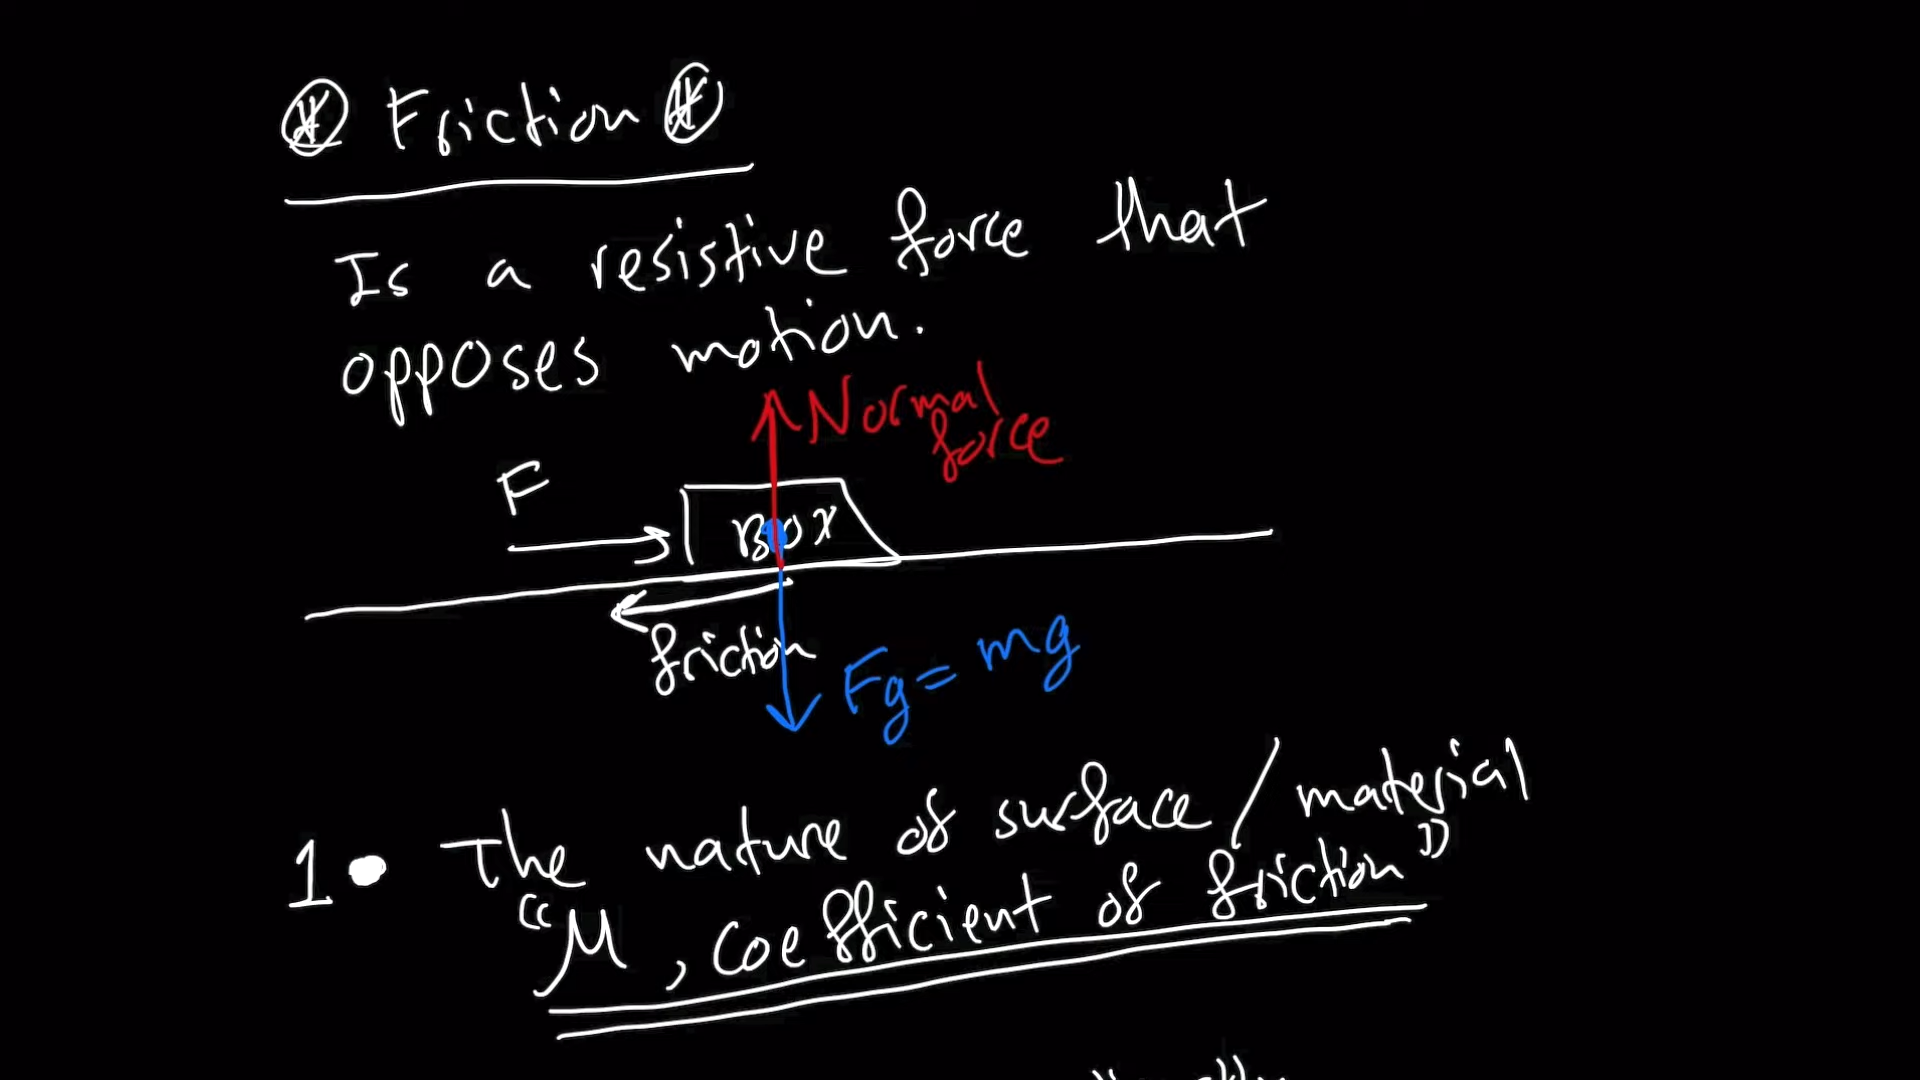 Friction
Is a resistive force that
opposes motion.
Normal
force
F
BOX
friction
Fg = mg
1. The nature of surface / material
"μ, coefficient of friction"